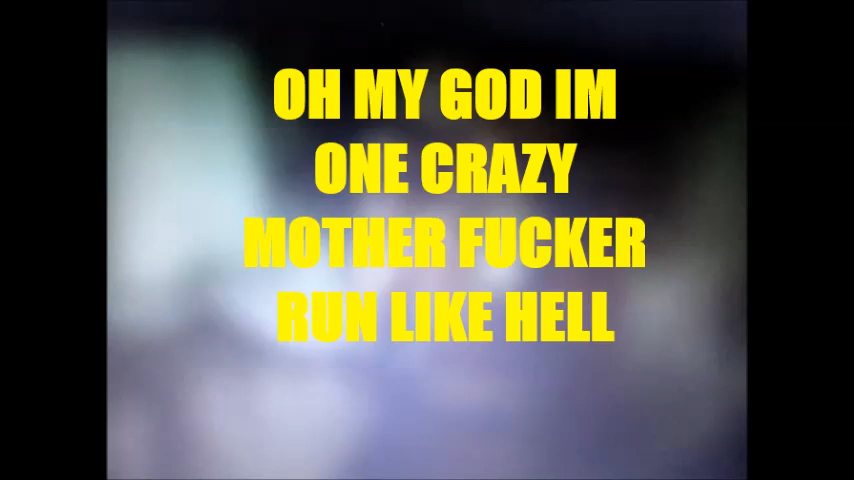 OH MY GOD IM
ONE CRAZY
MOTHER FUCKER
RUN LIKE HELL